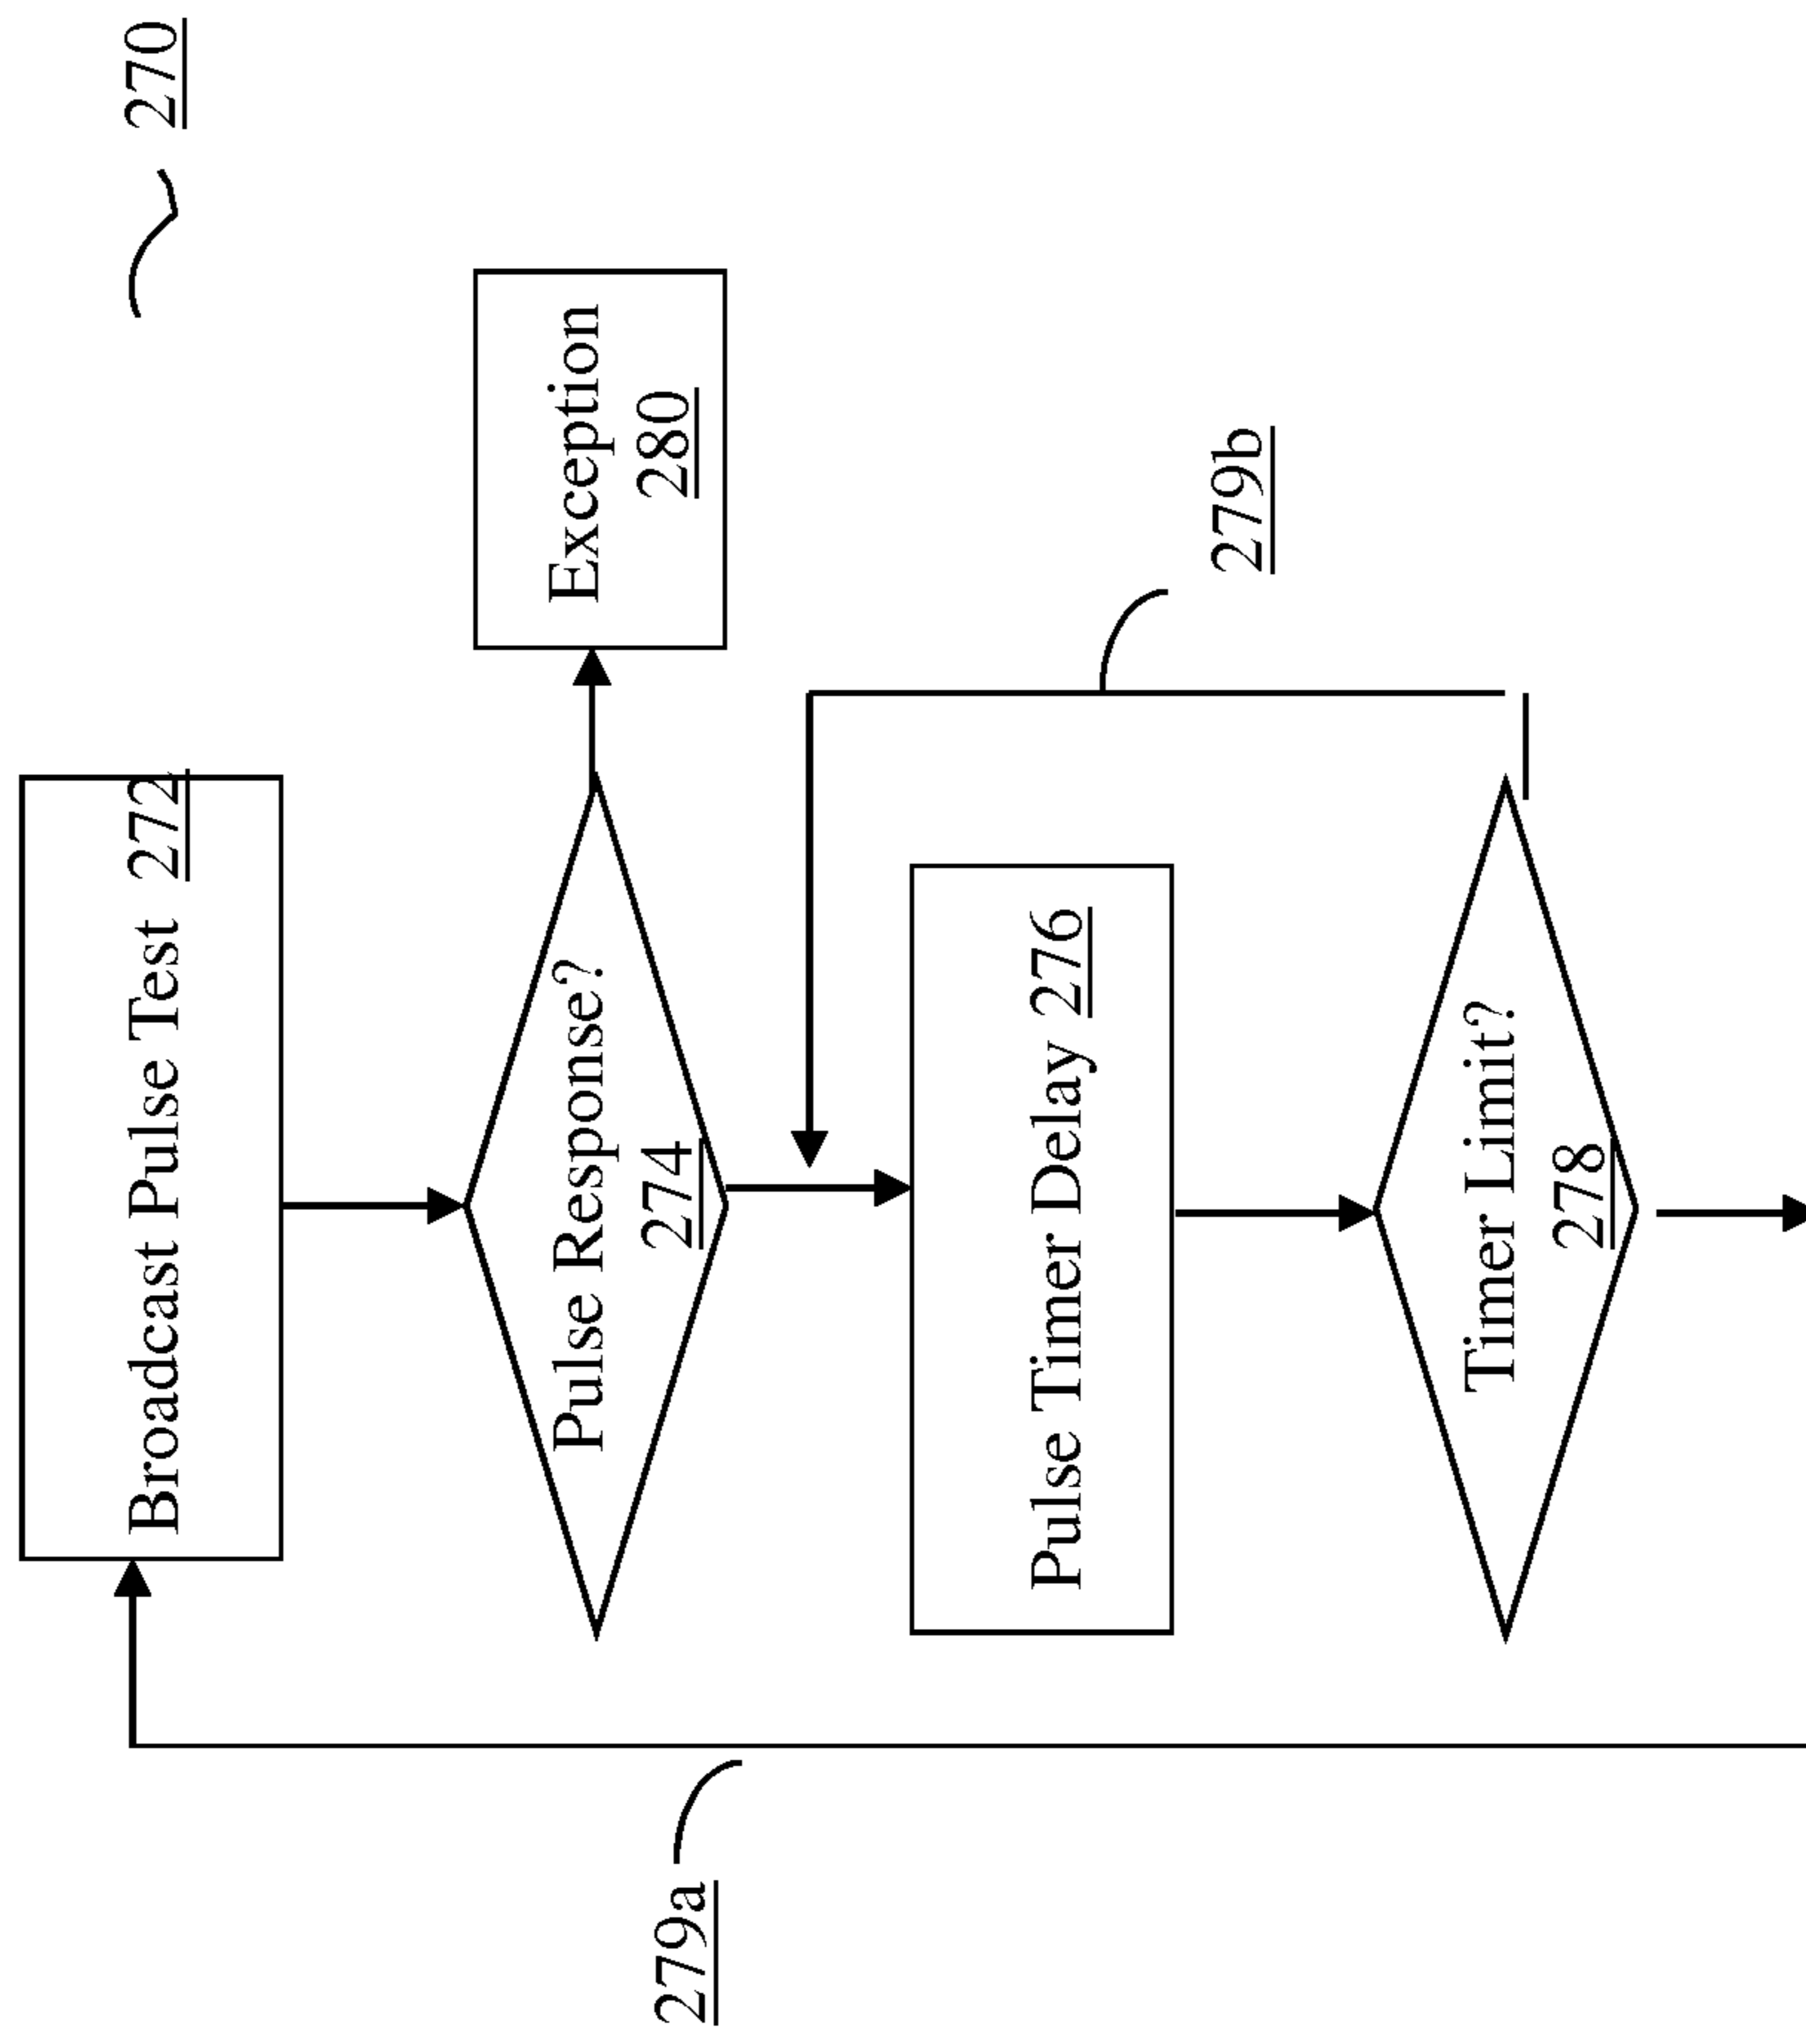 270
Broadcast Pulse Test 272
Pulse Response?
274
Exception
280
Pulse Timer Delay 276
279b
Timer Limit?
278
279a